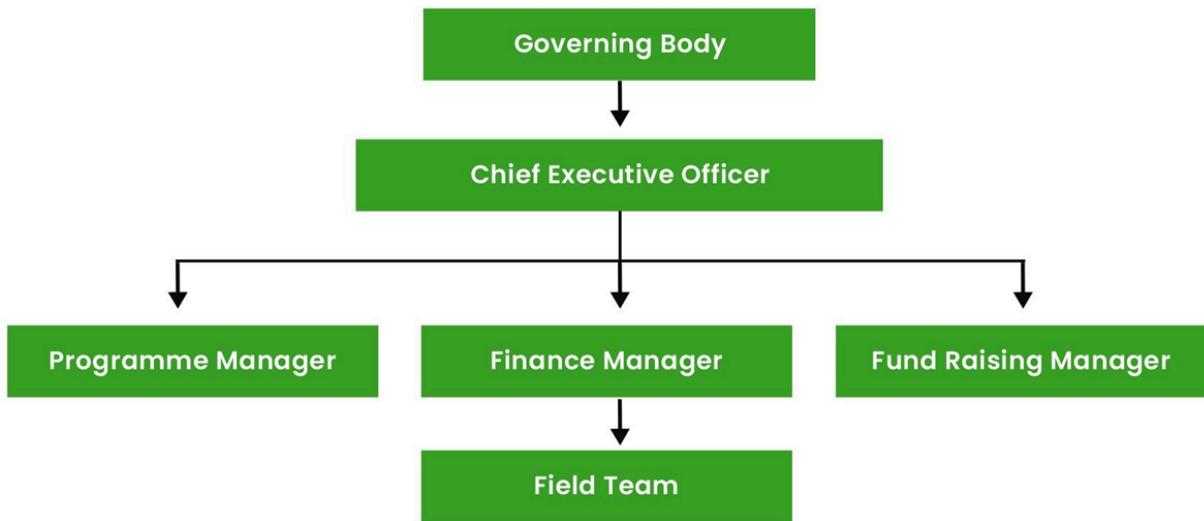 Governing Body
Chief Executive Officer
Programme Manager
Finance Manager
Fund Raising Manager
Field Team